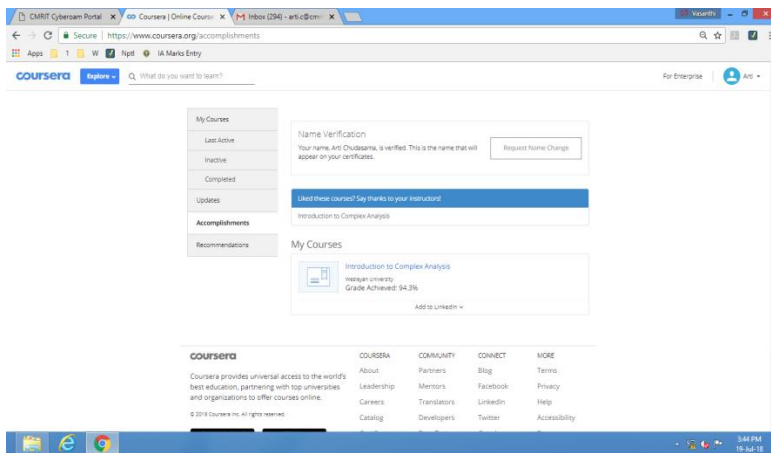 CMRIT Cyberoam Portal
Coursera | Online Course
Inbox (294) - arti.c@cmr
Vasanthi
Secure | https://www.coursera.org/accomplishments
Apps 1 W Nptl IA Marks Entry
coursera Explore What do you want to learn? For Enterprise Arti
My Courses
Last Active
Inactive
Completed
Updates
Accomplishments
Recommendations
Name Verification
Your name, Arti Chudasama, is verified. This is the name that will
appear on your certificates.
Request Name Change
Liked these courses? Say thanks to your instructors!
Introduction to Complex Analysis
My Courses
Introduction to Complex Analysis
Wesleyan University
Grade Achieved: 94.3%
Add to LinkedIn
coursera
Coursera provides universal access to the world's
best education, partnering with top universities
and organizations to offer courses online.
© 2018 Coursera Inc. All rights reserved.
COURSERA
About
Leadership
Careers
Catalog
COMMUNITY
Partners
Mentors
Translators
Developers
CONNECT
Blog
Facebook
LinkedIn
Twitter
MORE
Terms
Privacy
Help
Accessibility
3:44 PM
19-Jul-18